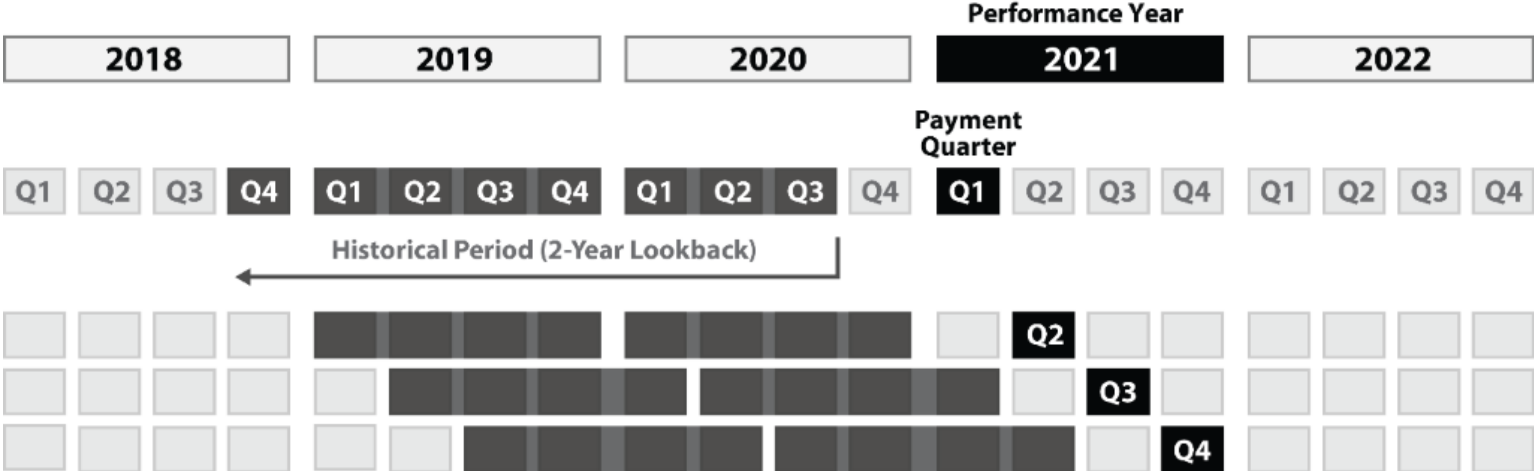 Performance Year
2018 2019 2020 2021 2022
Payment
Quarter
Q1 Q2 Q3 Q4 Q1 Q2 Q3 Q4 Q1 Q2 Q3 Q4 Q1 Q2 Q3 Q4 Q1 Q2 Q3 Q4
Historical Period (2-Year Lookback)
Q2
Q3
Q4